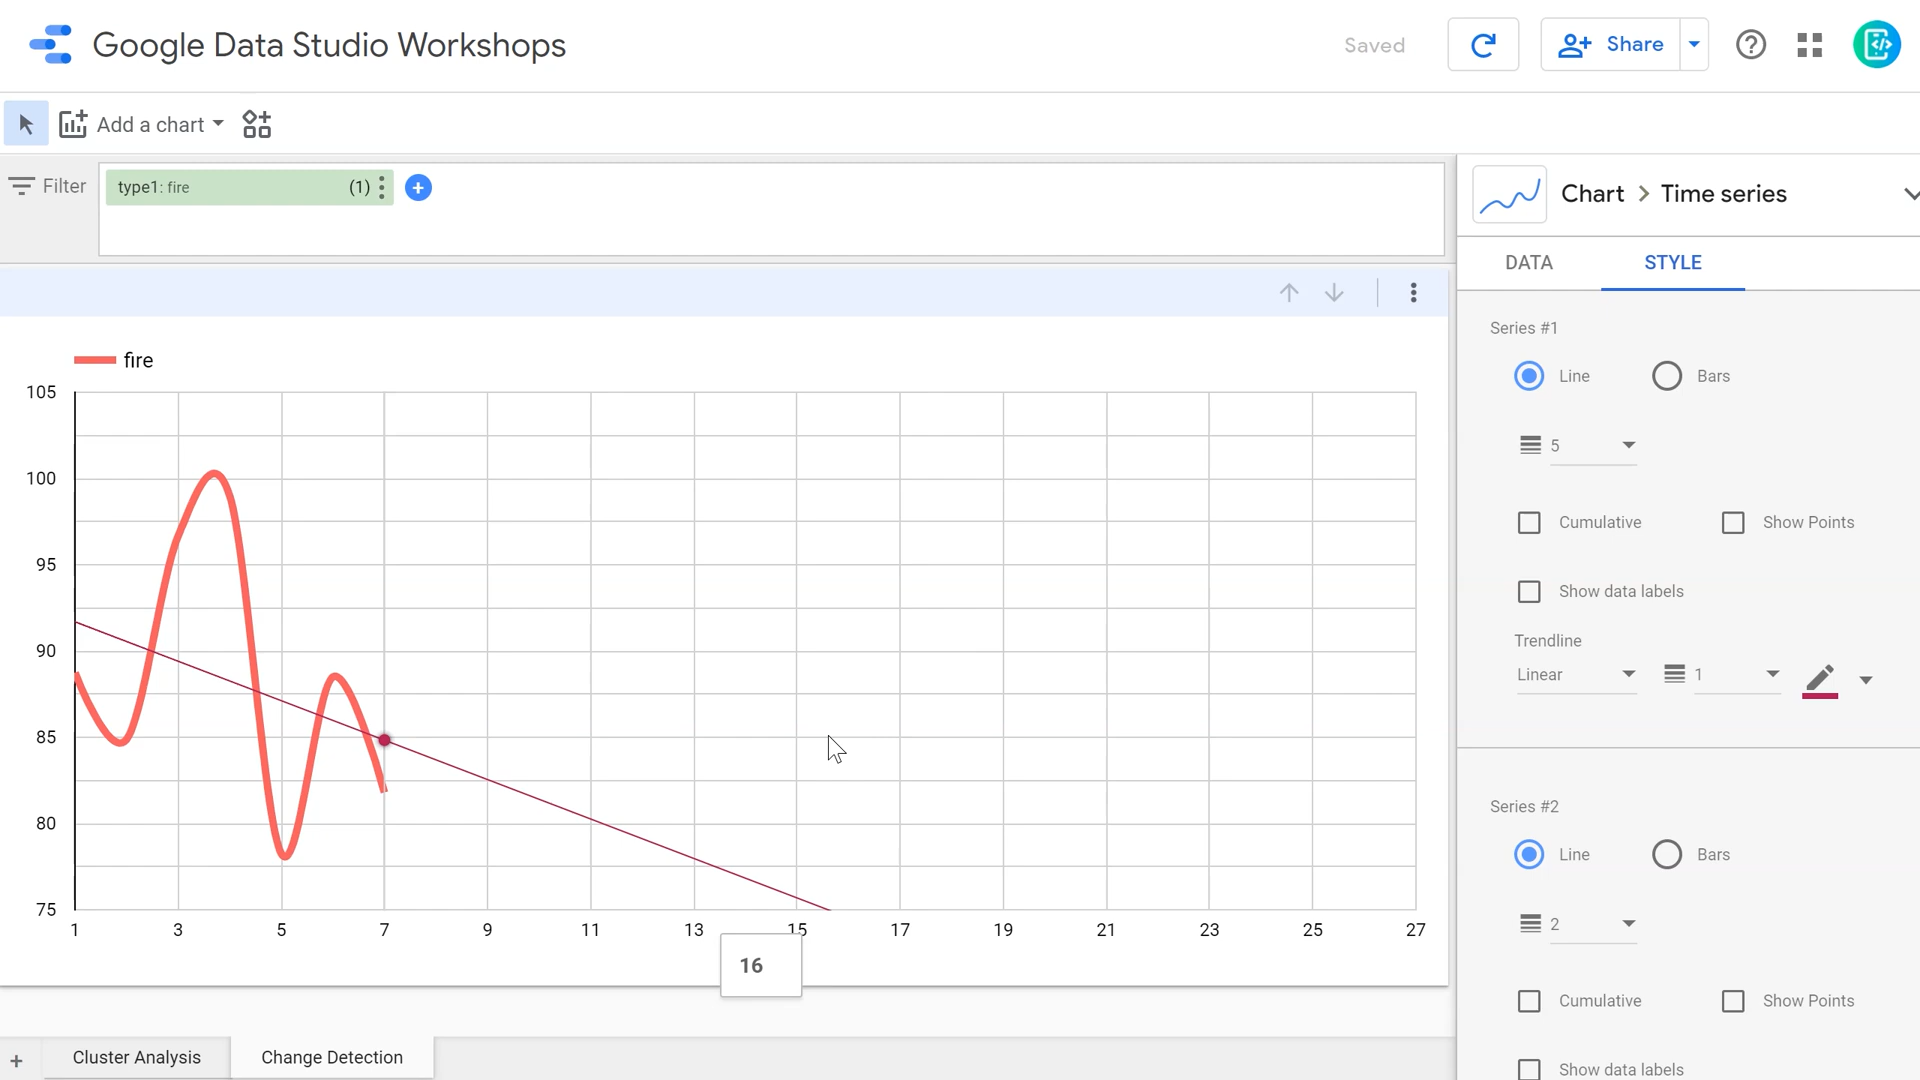 Google Data Studio Workshops
Saved
Share
Add a chart
Filter
type1: fire (1)
Chart > Time series
DATA STYLE
fire
105
100
95
90
85
80
75
1 3 5 7 9 11 13 15 17 19 21 23 25 27
16
Series #1
Line Bars
5
Cumulative Show Points
Show data labels
Trendline
Linear 1
Series #2
Line Bars
2
Cumulative Show Points
Show data labels
+ Cluster Analysis Change Detection